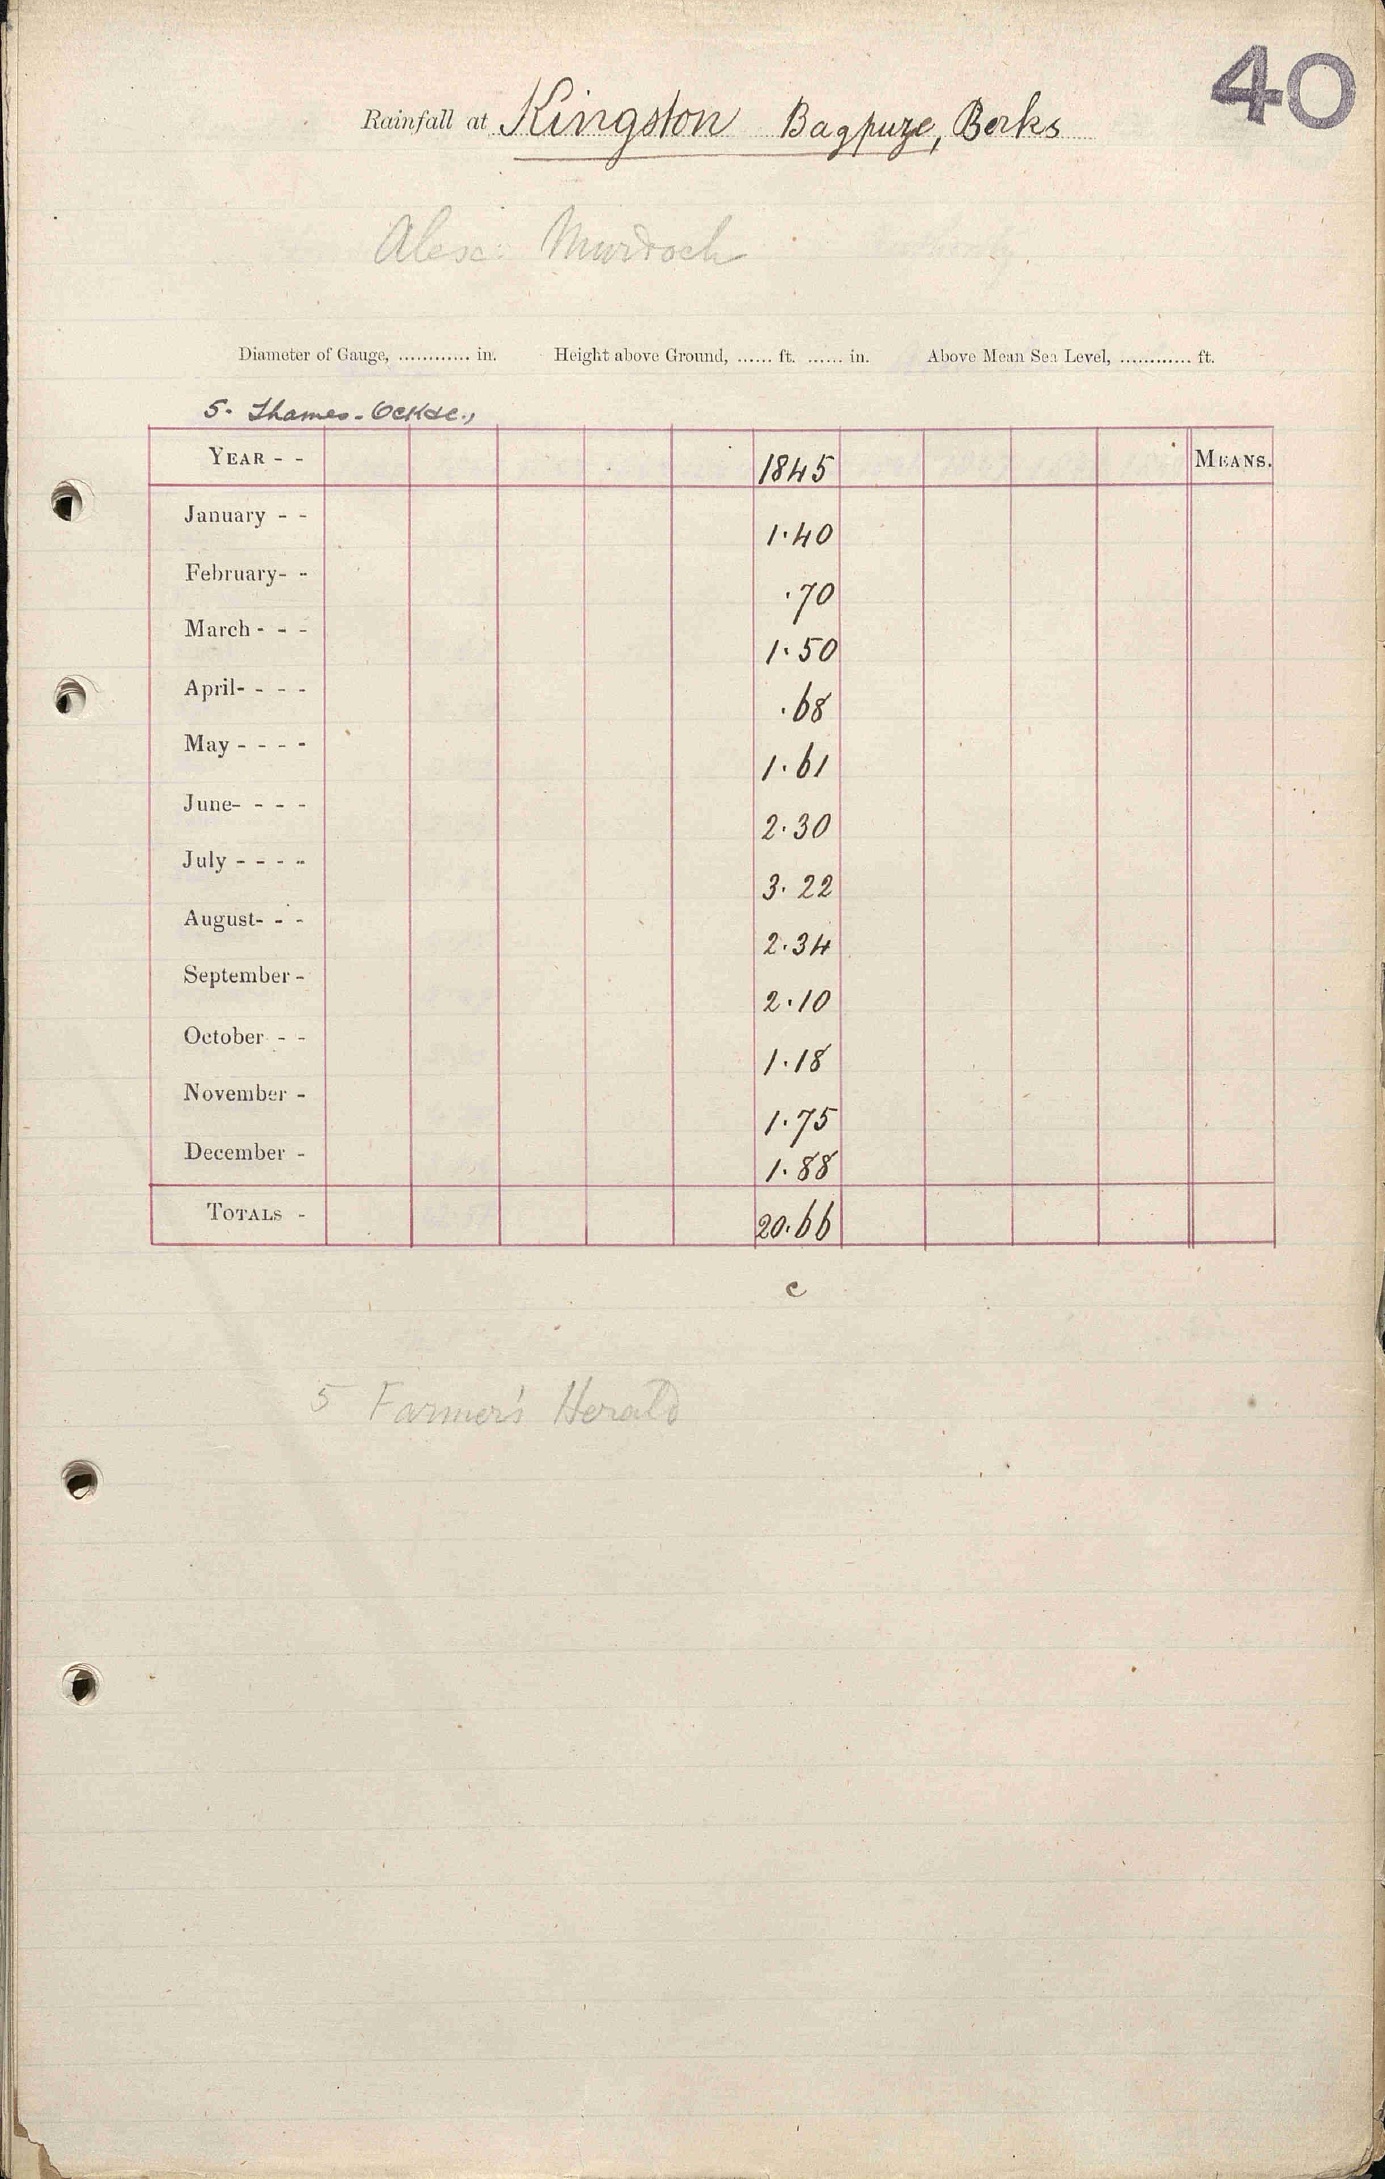 40
Rainfall at Kingston Bagpuze, Berks
Alex. Murdoch
Diameter of Gauge, ............ in. Height above Ground, ...... ft. ...... in. Above Mean Sea Level, ............ ft.
5. Thames-Ock &c.,
YEAR - - 1845 MEANS.
January - - 1.40
February- - .70
March - - - 1.50
April- - - - .68
May - - - - 1.61
June- - - - 2.30
July - - - - 3.22
August- - - 2.34
September - 2.10
October - - 1.18
November - 1.75
December - 1.88
TOTALS - 20.66
c
5 Farmer's Herald